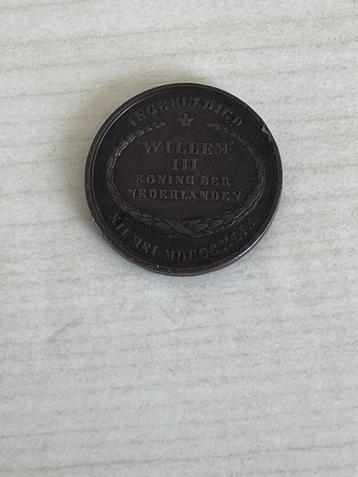 INGEHULDIGD
WILLEM
III
KONING DER
NEDERLANDEN
XII MEI MDCCCXLIX